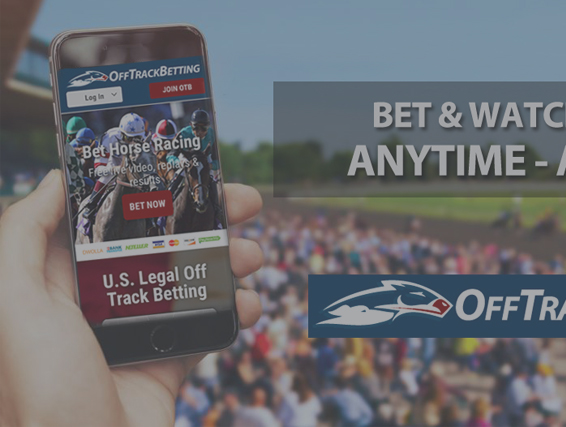 OFFTRACKBETTING
Log In
JOIN OTB
Bet Horse Racing
Free live video, replays &
results
BET NOW
U.S. Legal Off
Track Betting
BET & WATC
ANYTIME - A
OFFTRA